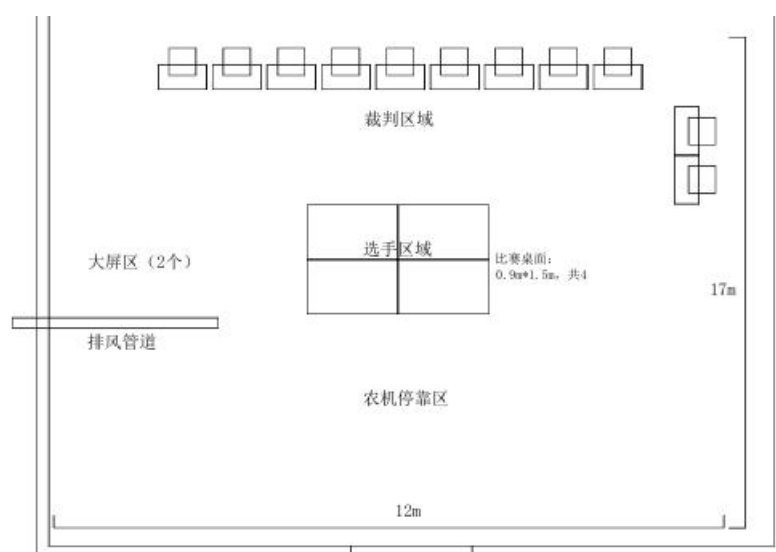 裁判区域
选手区域
大屏区（2个）
比赛桌面：
0.9m*1.5m，共4
17m
排风管道
农机停靠区
12m